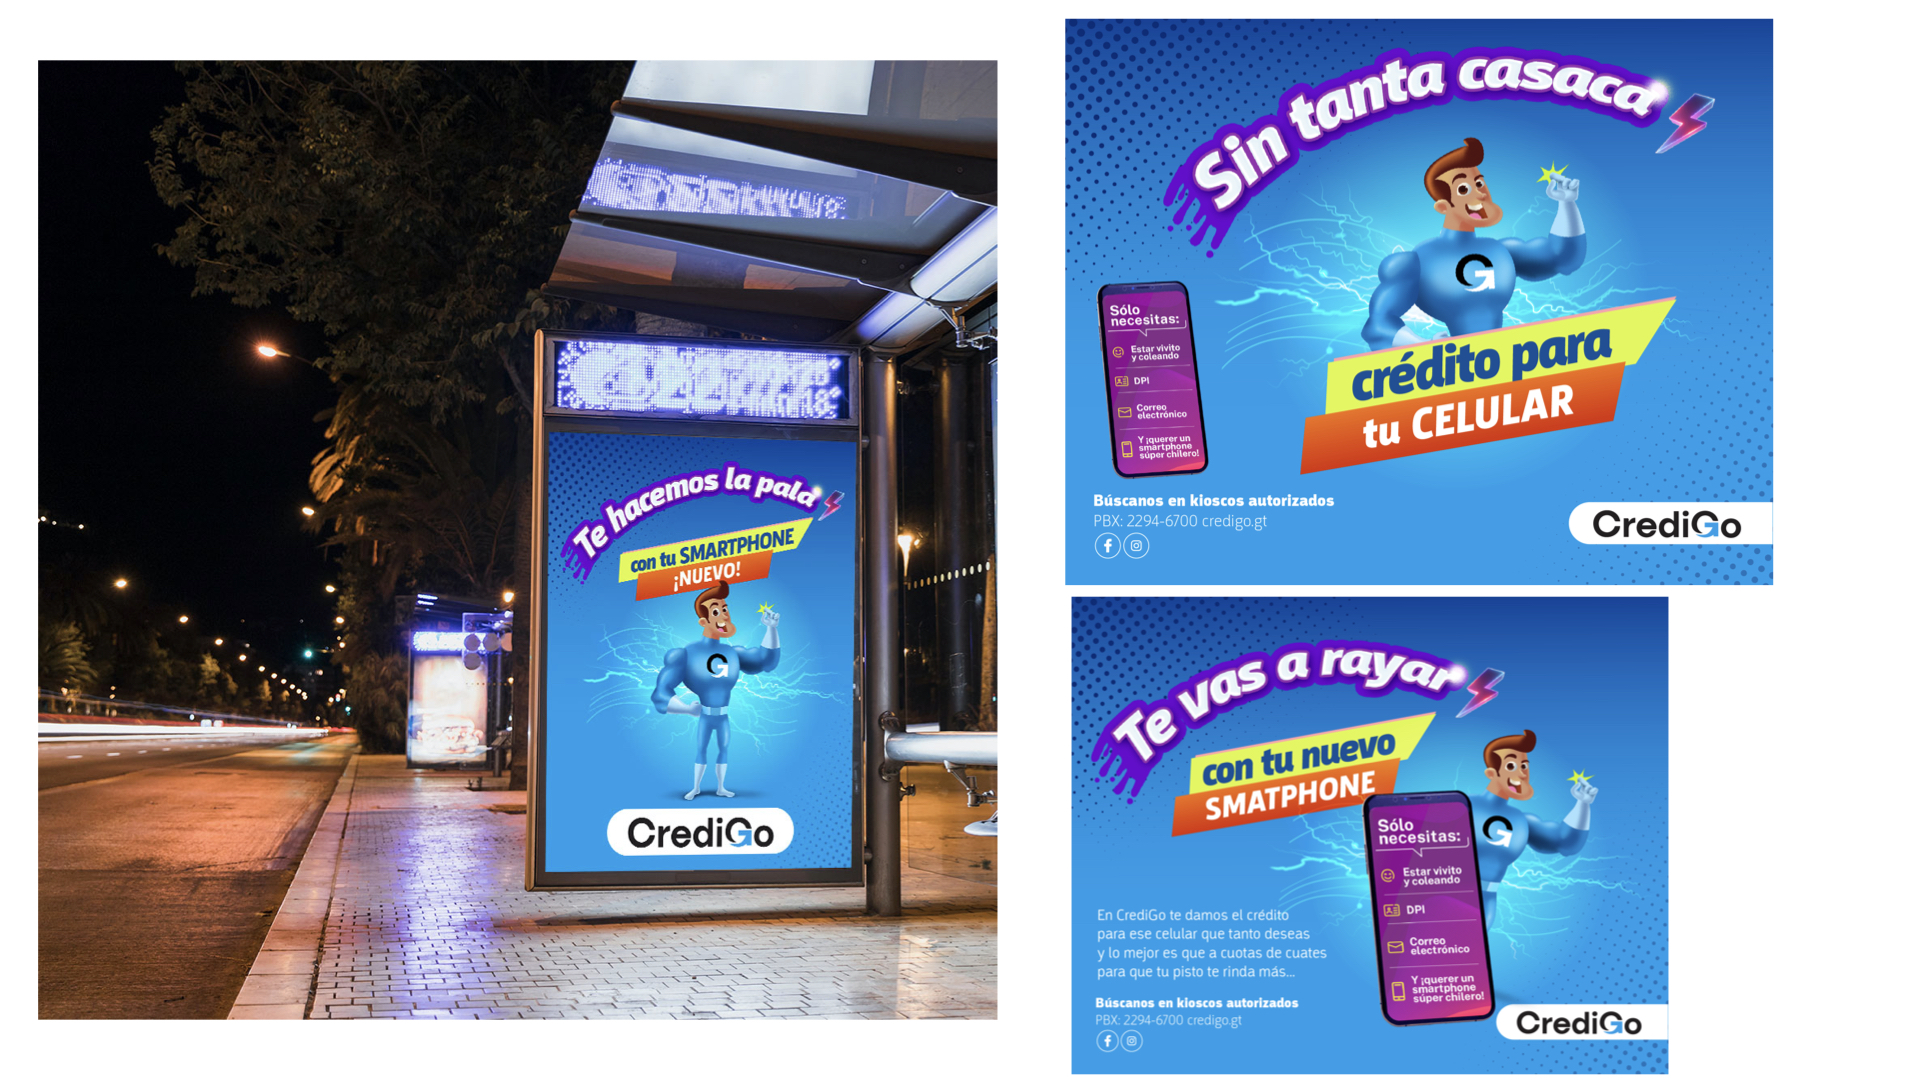 Te hacemos la pala
con tu SMARTPHONE
¡NUEVO!
G
CrediGo
Sin tanta casaca
G
crédito para
tu CELULAR
Sólo
necesitas:
Estar vivito
y coleando
DPI
Correo
electrónico
Y ¡querer un
smartphone
súper chilero!
Búscanos en kioscos autorizados
PBX: 2294-6700 credigo.gt
CrediGo
Te vas a rayar
con tu nuevo
SMATPHONE
G
Sólo
necesitas:
Estar vivito
y coleando
DPI
Correo
electrónico
Y ¡querer un
smartphone
súper chilero!
En CrediGo te damos el crédito
para ese celular que tanto deseas
y lo mejor es que a cuotas de cuates
para que tu pisto te rinda más...
Búscanos en kioscos autorizados
PBX: 2294-6700 credigo.gt
CrediGo